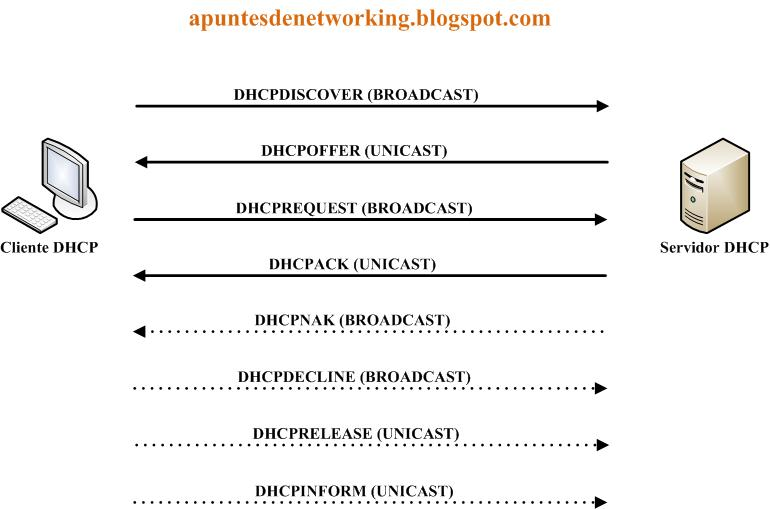 apuntesdenetworking.blogspot.com
DHCPDISCOVER (BROADCAST)
DHCPOFFER (UNICAST)
DHCPREQUEST (BROADCAST)
Cliente DHCP
Servidor DHCP
DHCPACK (UNICAST)
DHCPNAK (BROADCAST)
DHCPDECLINE (BROADCAST)
DHCPRELEASE (UNICAST)
DHCPINFORM (UNICAST)